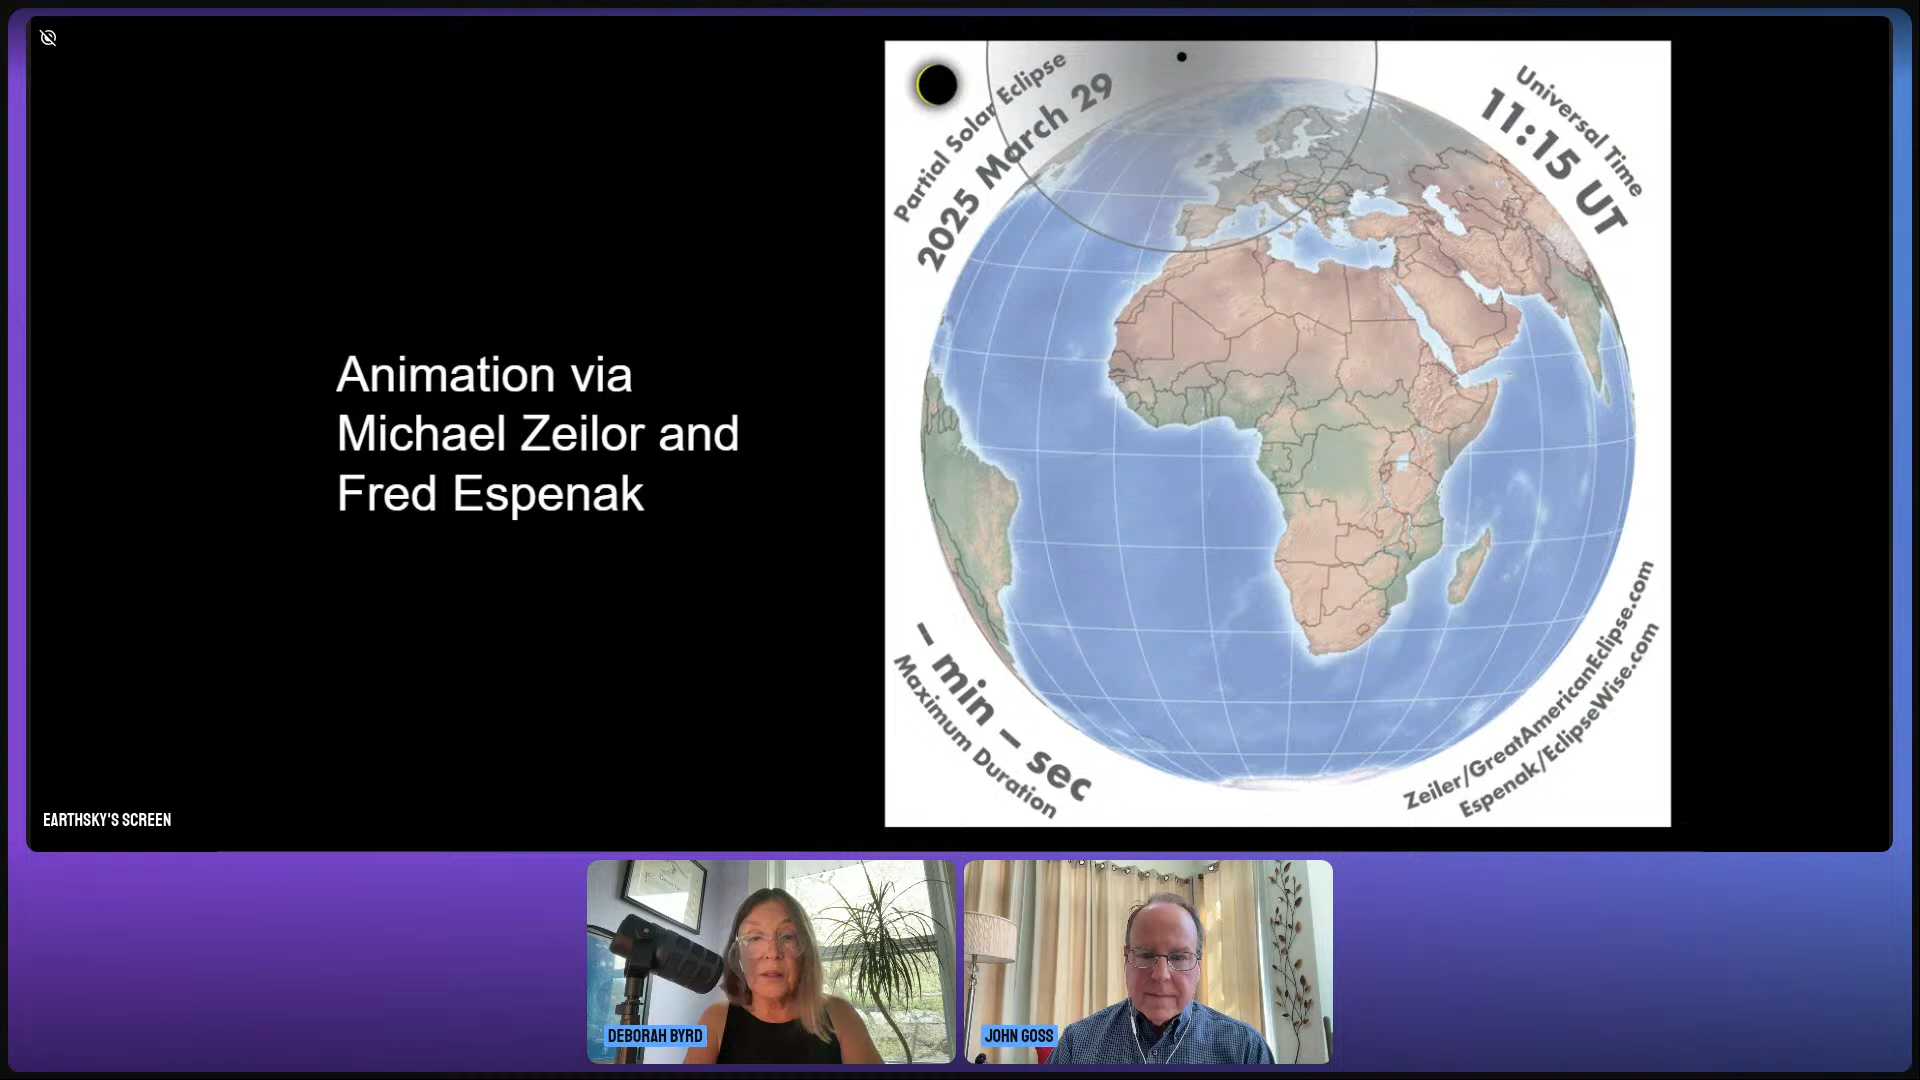 Partial Solar Eclipse
2025 March 29
Universal Time
11:15 UT
Animation via
Michael Zeilor and
Fred Espenak
– min – sec
Maximum Duration
Zeiler/GreatAmericanEclipse.com
Espenak/EclipseWise.com
EARTHSKY'S SCREEN
DEBORAH BYRD
JOHN GOSS